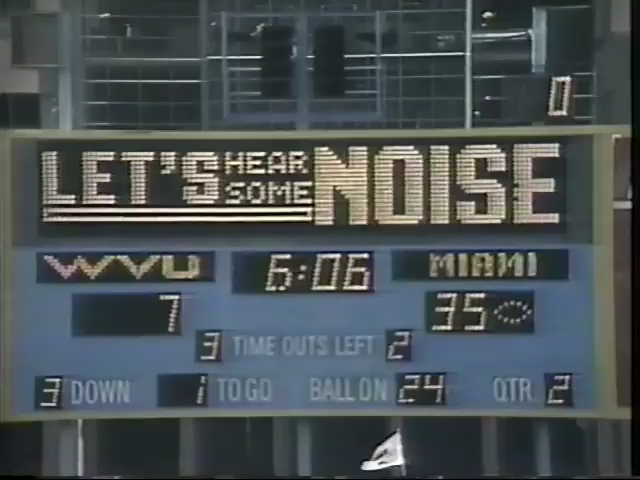 0
LET'S HEAR SOME NOISE
WVU 6:06 MIAMI
7 35
3 TIME OUTS LEFT 2
3 DOWN 1 TO GO BALL ON 24 QTR 2